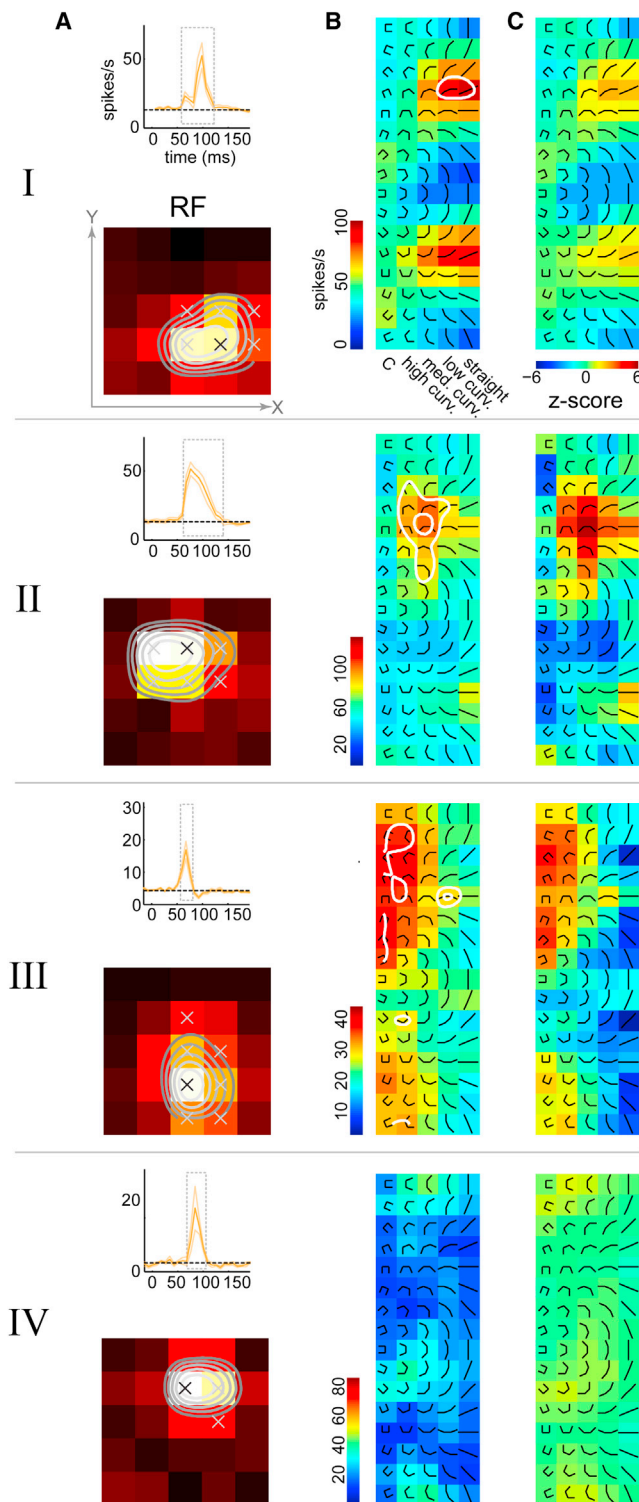 A
B
C
I
spikes/s
50
0
0 50 100 150
time (ms)
RF
Y
X
spikes/s
100
50
0
C
high curv.
med. curv.
low curv.
straight
−6 0 6
z-score
II
50
0
0 50 100 150
100
60
20
III
30
20
10
0
0 50 100 150
40
30
20
10
IV
20
0
0 50 100 150
80
60
40
20